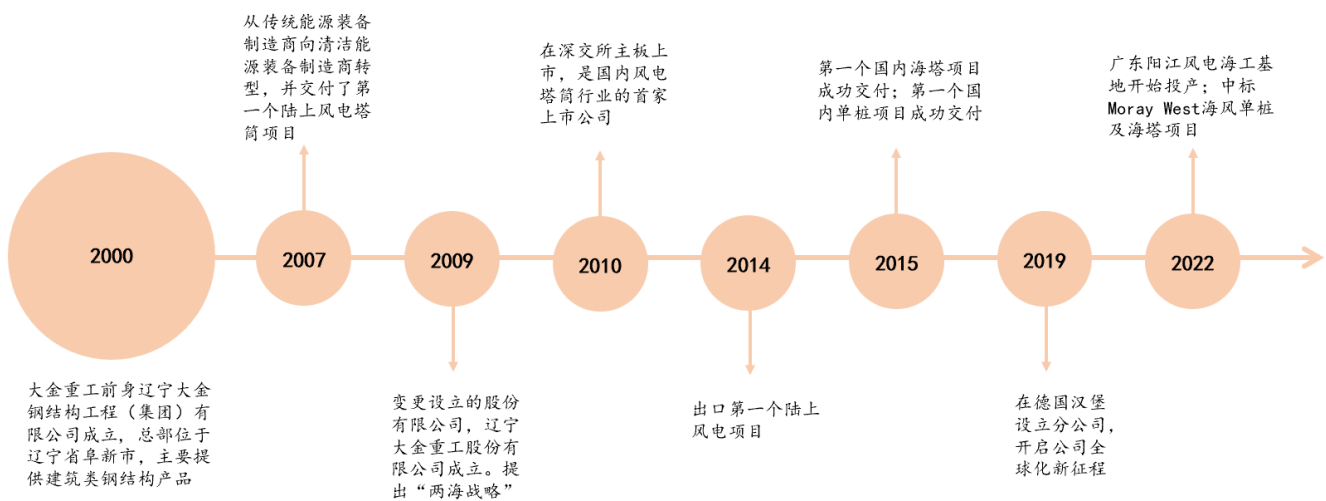 从传统能源装备
制造商向清洁能
源装备制造商转
型，并交付了第
一个陆上风电塔
筒项目
在深交所主板上
市，是国内风电
塔筒行业的首家
上市公司
第一个国内海塔项目
成功交付；第一个国
内单桩项目成功交付
广东阳江风电海工基
地开始投产；中标
Moray West海风单桩
及海塔项目
2000
2007
2009
2010
2014
2015
2019
2022
大金重工前身辽宁大金
钢结构工程（集团）有
限公司成立，总部位于
辽宁省阜新市，主要提
供建筑类钢结构产品
变更设立的股份
有限公司，辽宁
大金重工股份有
限公司成立。提
出“两海战略”
出口第一个陆上
风电项目
在德国汉堡
设立分公司，
开启公司全
球化新征程